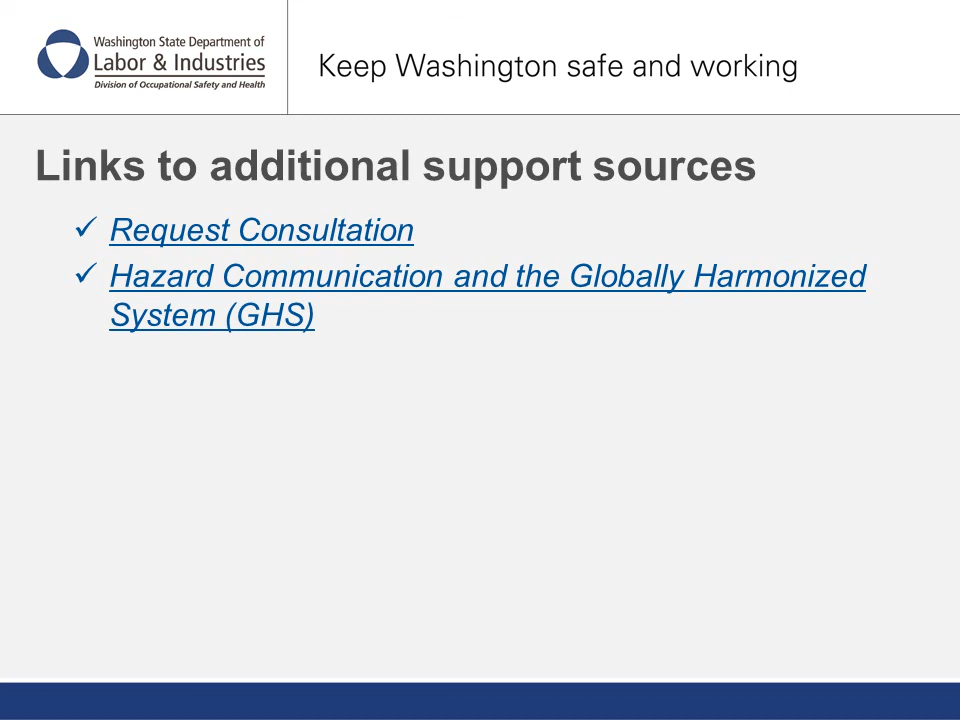 Washington State Department of
Labor & Industries
Division of Occupational Safety and Health
Keep Washington safe and working
Links to additional support sources
✓ Request Consultation
✓ Hazard Communication and the Globally Harmonized
System (GHS)